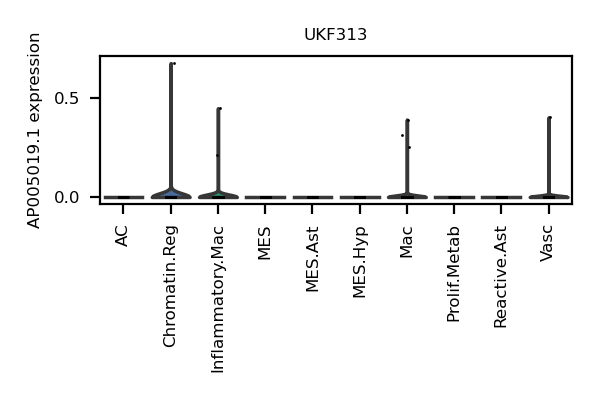 UKF313
AP005019.1 expression
0.5
0.0
AC
Chromatin.Reg
Inflammatory.Mac
MES
MES.Ast
MES.Hyp
Mac
Prolif.Metab
Reactive.Ast
Vasc